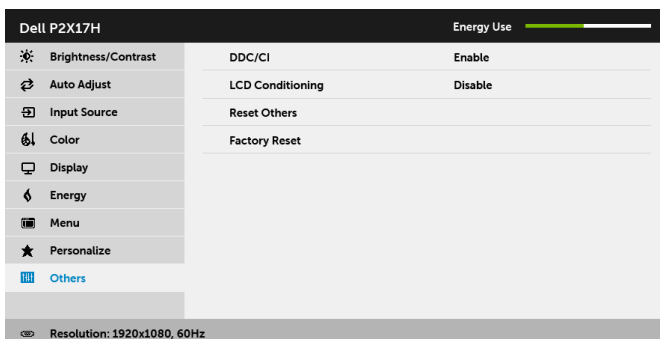 Dell P2X17H Energy Use
Brightness/Contrast DDC/CI Enable
Auto Adjust LCD Conditioning Disable
Input Source Reset Others
Color Factory Reset
Display
Energy
Menu
Personalize
Others
Resolution: 1920x1080, 60Hz